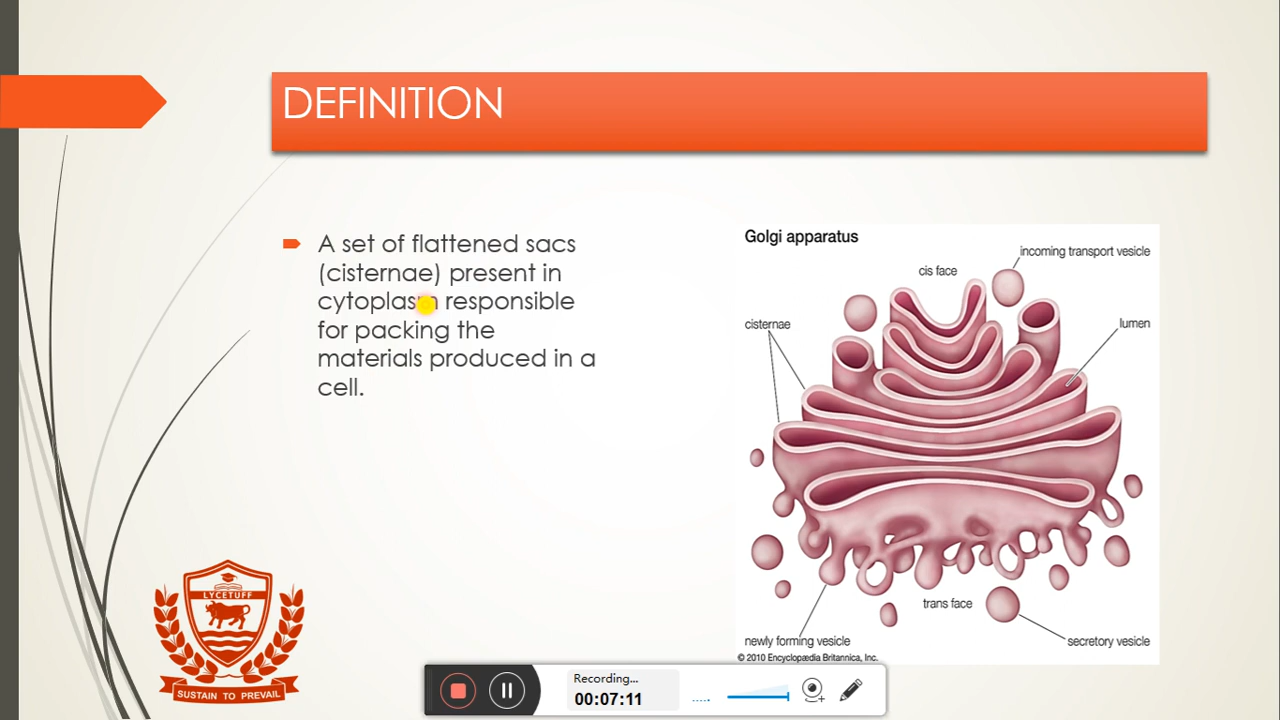 DEFINITION
A set of flattened sacs
(cisternae) present in
cytoplasm responsible
for packing the
materials produced in a
cell.
Golgi apparatus
incoming transport vesicle
cis face
cisternae
lumen
trans face
newly forming vesicle
secretory vesicle
© 2010 Encyclopædia Britannica, Inc.
LYCETUFF
SUSTAIN TO PREVAIL
Recording...
00:07:11